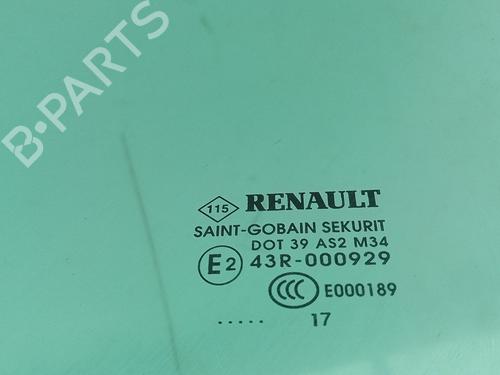 B-PARTS
115 RENAULT
SAINT-GOBAIN SEKURIT
DOT 39 AS2 M34
E2 43R-000929
CCC E000189
..... 17